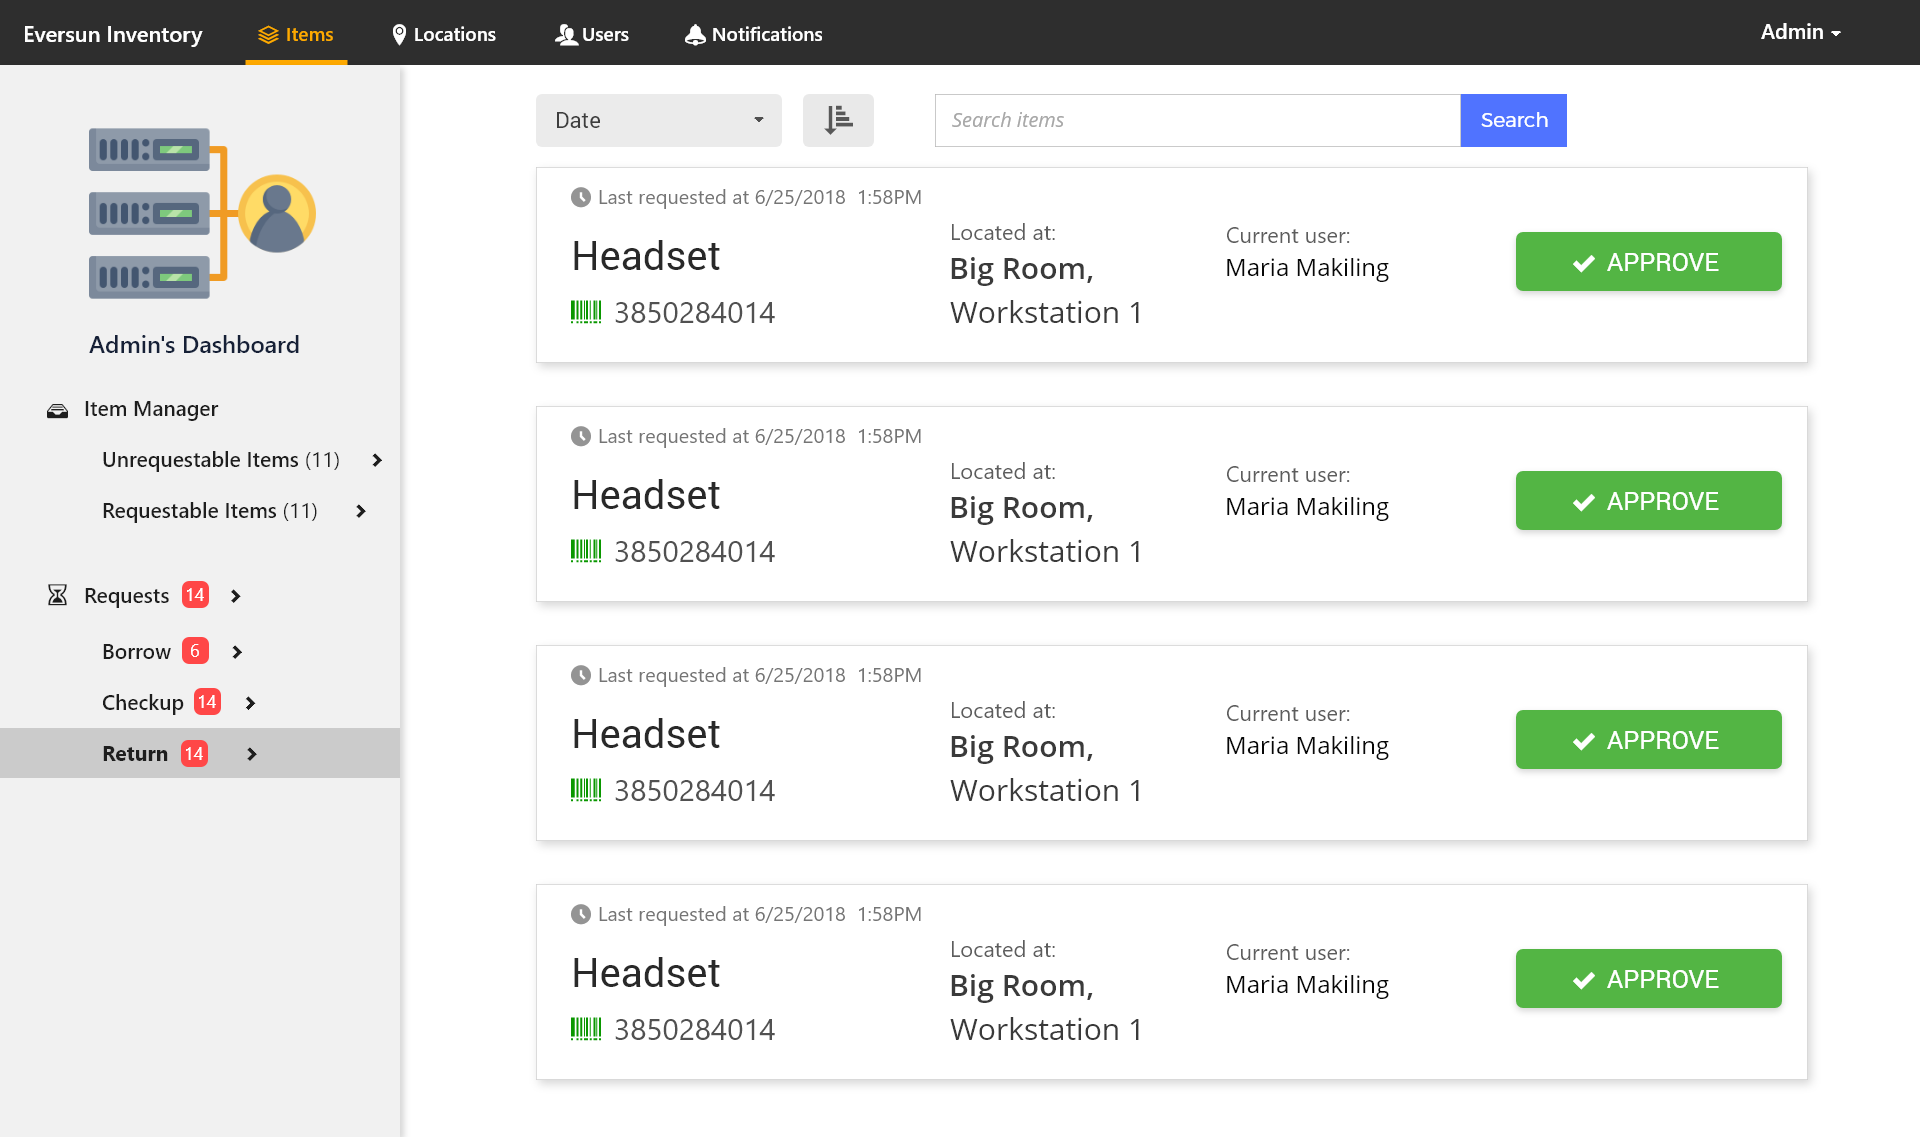 Eversun Inventory
Items
Locations
Users
Notifications
Admin
Admin's Dashboard
Item Manager
Unrequestable Items (11)
Requestable Items (11)
Requests 14
Borrow 6
Checkup 14
Return 14
Date
Search items
Search
Last requested at 6/25/2018 1:58PM
Headset
3850284014
Located at:
Big Room,
Workstation 1
Current user:
Maria Makiling
APPROVE
Last requested at 6/25/2018 1:58PM
Headset
3850284014
Located at:
Big Room,
Workstation 1
Current user:
Maria Makiling
APPROVE
Last requested at 6/25/2018 1:58PM
Headset
3850284014
Located at:
Big Room,
Workstation 1
Current user:
Maria Makiling
APPROVE
Last requested at 6/25/2018 1:58PM
Headset
3850284014
Located at:
Big Room,
Workstation 1
Current user:
Maria Makiling
APPROVE